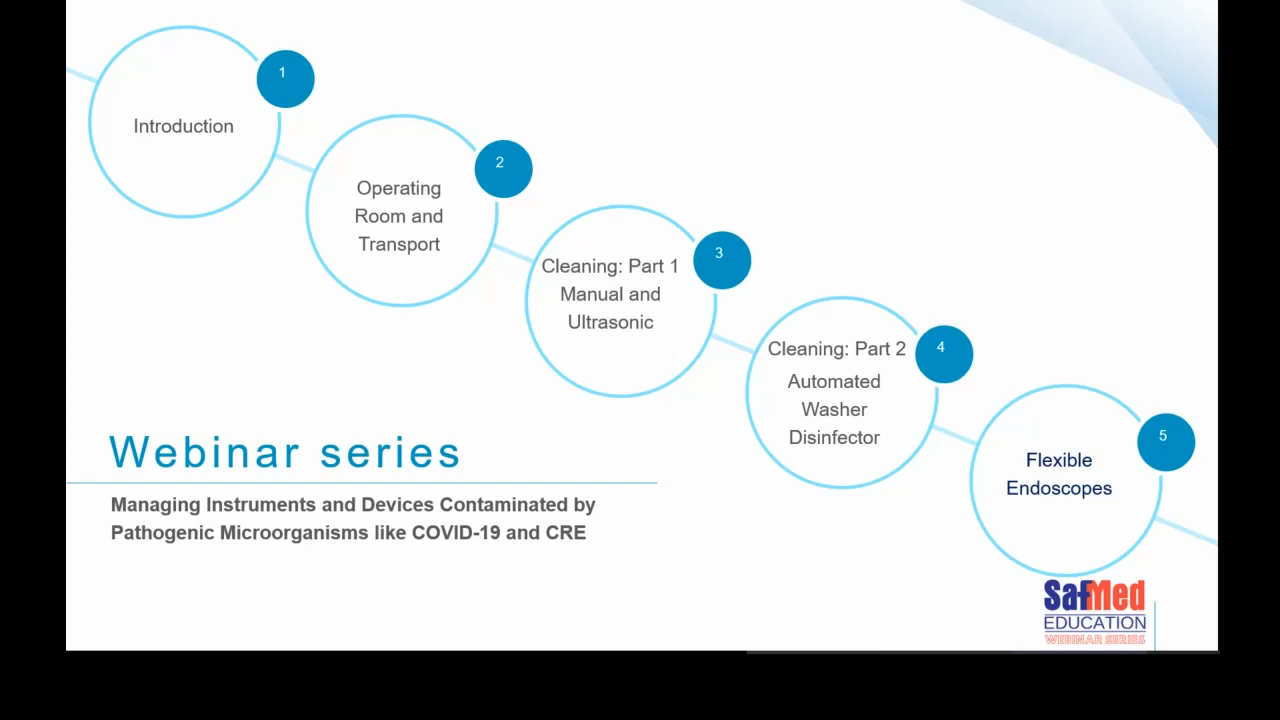 1
Introduction
2
Operating
Room and
Transport
3
Cleaning: Part 1
Manual and
Ultrasonic
4
Cleaning: Part 2
Automated
Washer
Disinfector
5
Flexible
Endoscopes
Webinar series
Managing Instruments and Devices Contaminated by
Pathogenic Microorganisms like COVID-19 and CRE
SafMed
EDUCATION
WEBINAR SERIES